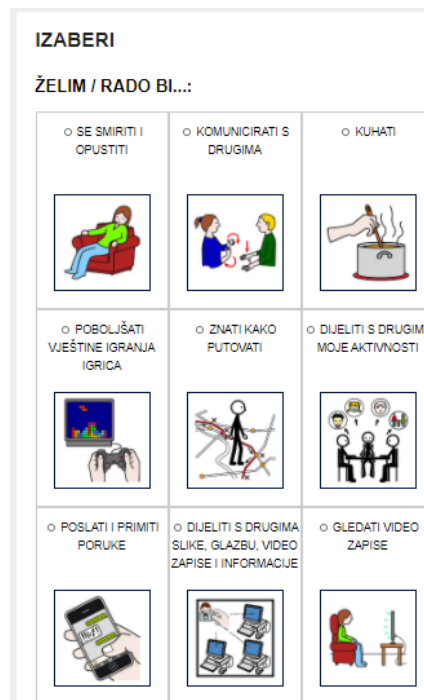 IZABERI
ŽELIM / RADO BI...:
SE SMIRITI I
OPUSTITI
KOMUNICIRATI S
DRUGIMA
KUHATI
POBOLJŠATI
VJEŠTINE IGRANJA
IGRICA
ZNATI KAKO
PUTOVATI
DIJELITI S DRUGIM
MOJE AKTIVNOSTI
POSLATI I PRIMITI
PORUKE
DIJELITI S DRUGIMA
SLIKE, GLAZBU, VIDEO
ZAPISE I INFORMACIJE
GLEDATI VIDEO
ZAPISE